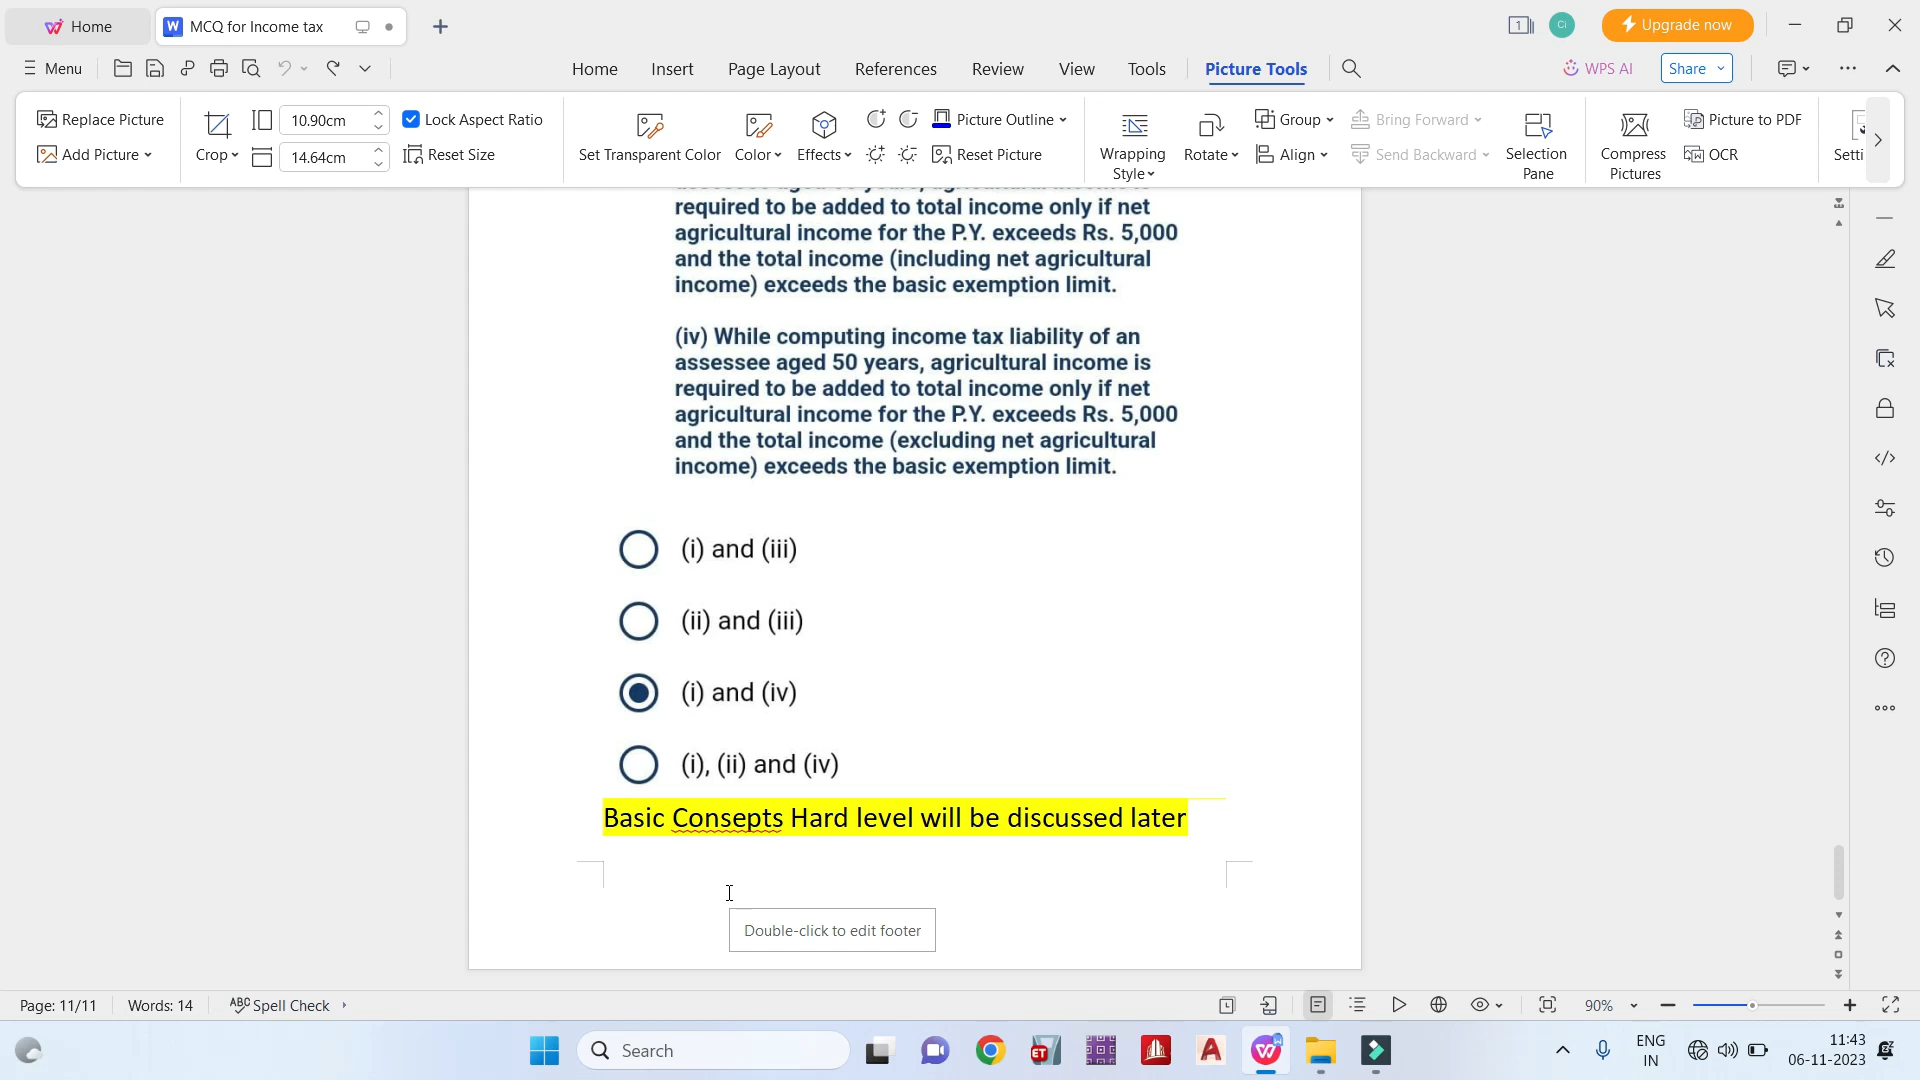 Home
MCQ for Income tax
1
Ci
Upgrade now
Menu
Home Insert Page Layout References Review View Tools Picture Tools
WPS AI
Share
Replace Picture
Add Picture
Crop
10.90cm
14.64cm
Lock Aspect Ratio
Reset Size
Set Transparent Color
Color
Effects
Picture Outline
Reset Picture
Wrapping
Style
Rotate
Group
Align
Bring Forward
Send Backward
Selection
Pane
Compress
Pictures
Picture to PDF
OCR
Setti
required to be added to total income only if net
agricultural income for the P.Y. exceeds Rs. 5,000
and the total income (including net agricultural
income) exceeds the basic exemption limit.
(iv) While computing income tax liability of an
assessee aged 50 years, agricultural income is
required to be added to total income only if net
agricultural income for the P.Y. exceeds Rs. 5,000
and the total income (excluding net agricultural
income) exceeds the basic exemption limit.
(i) and (iii)
(ii) and (iii)
(i) and (iv)
(i), (ii) and (iv)
Basic Consepts Hard level will be discussed later
Double-click to edit footer
Page: 11/11 Words: 14 ABC Spell Check
90%
Search
ET
A
ENG
IN
11:43
06-11-2023